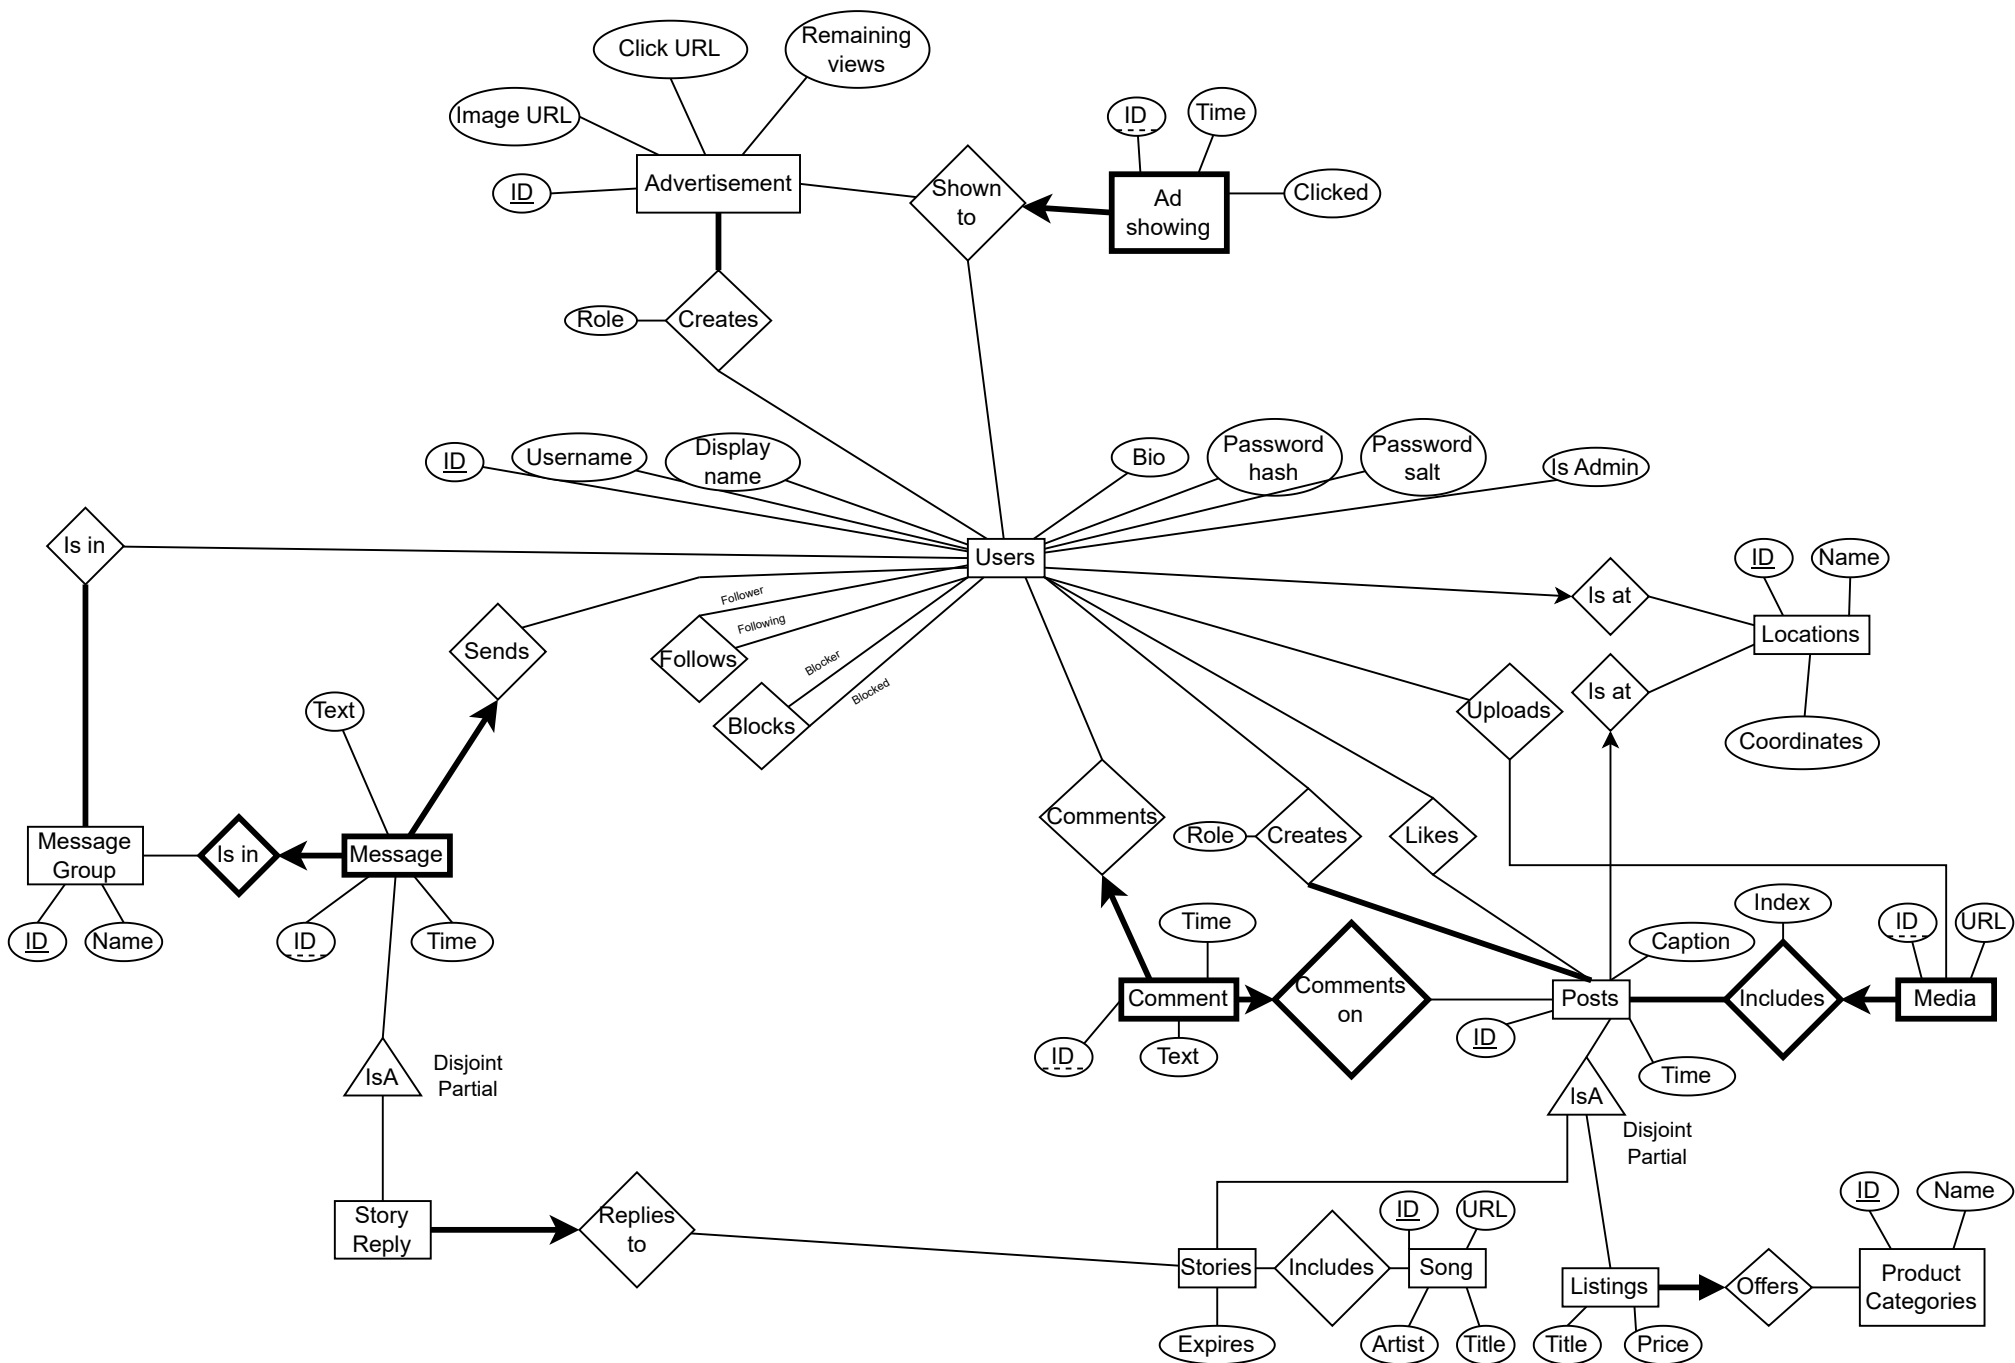 Click URL
Remaining
views
Image URL
ID
Time
Advertisement
ID
Shown
to
Ad
showing
Clicked
Role
Creates
ID
Username
Display
name
Bio
Password
hash
Password
salt
Is Admin
Is in
Users
ID
Name
Follower
Is at
Following
Sends
Follows
Locations
Blocker
Blocked
Is at
Text
Blocks
Uploads
Coordinates
Message
Group
Is in
Message
Comments
Role
Creates
Likes
Index
ID
Name
ID
Time
Time
Caption
ID
URL
Comment
Comments
on
Posts
Includes
Media
ID
Text
ID
Time
IsA
Disjoint
Partial
IsA
Disjoint
Partial
Story
Reply
Replies
to
ID
URL
ID
Name
Stories
Includes
Song
Listings
Offers
Product
Categories
Expires
Artist
Title
Title
Price